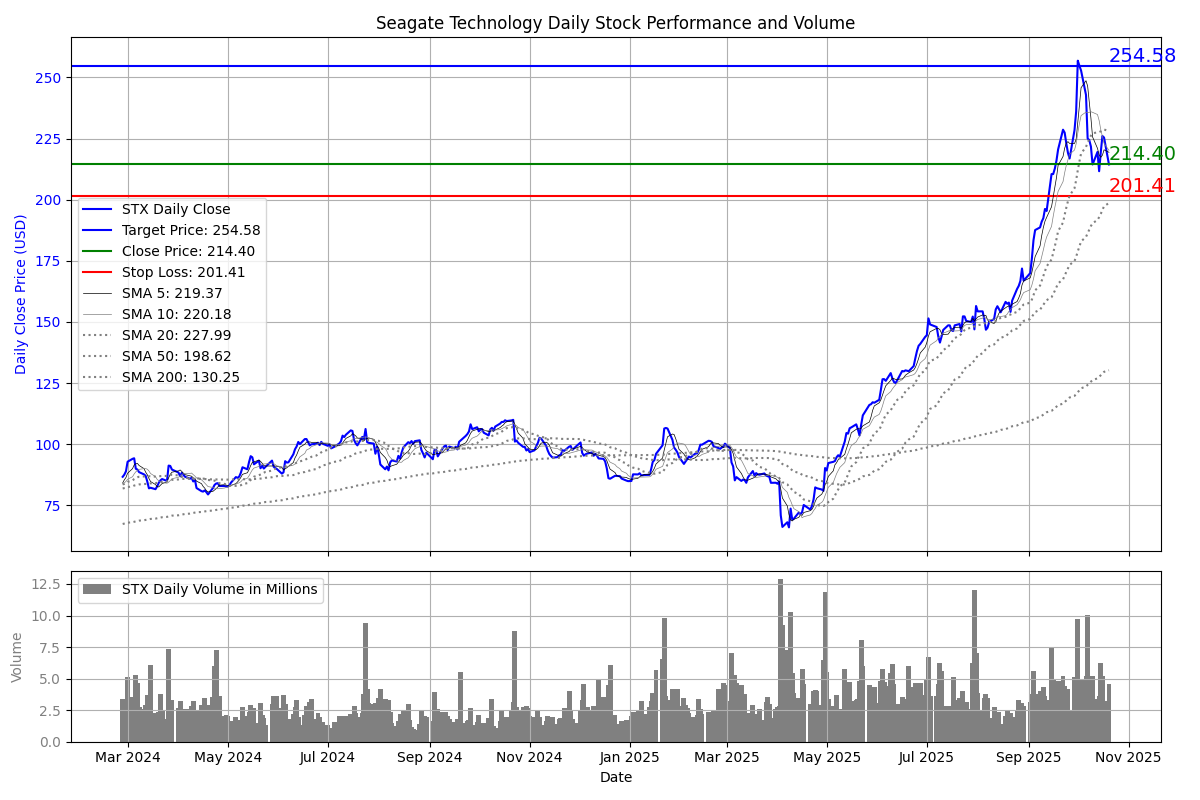 Seagate Technology Daily Stock Performance and Volume
254.58
214.40
201.41
Daily Close Price (USD)
250
225
200
175
150
125
100
75
STX Daily Close
Target Price: 254.58
Close Price: 214.40
Stop Loss: 201.41
SMA 5: 219.37
SMA 10: 220.18
SMA 20: 227.99
SMA 50: 198.62
SMA 200: 130.25
Volume
12.5
10.0
7.5
5.0
2.5
0.0
STX Daily Volume in Millions
Mar 2024 May 2024 Jul 2024 Sep 2024 Nov 2024 Jan 2025 Mar 2025 May 2025 Jul 2025 Sep 2025 Nov 2025
Date